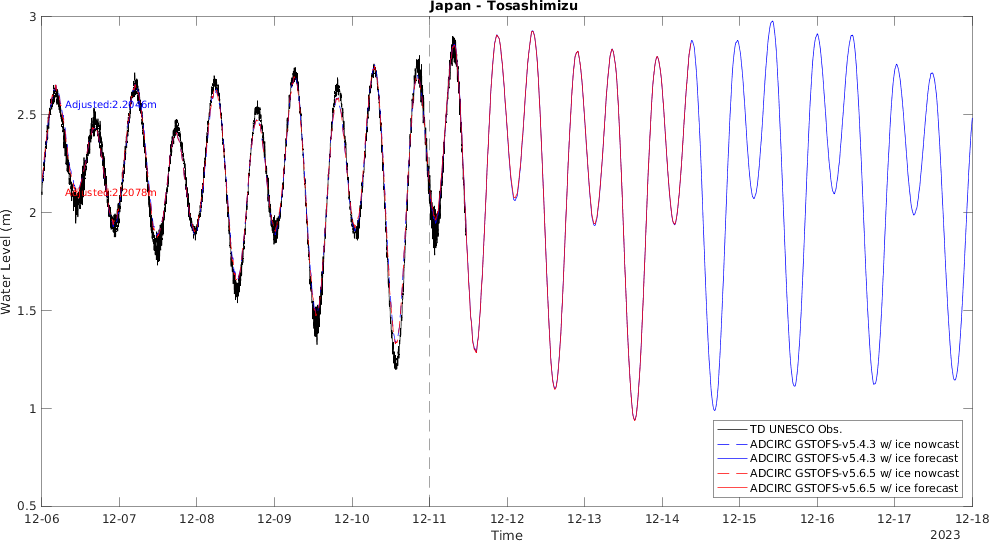 Japan - Tosashimizu
3
2.5
2
1.5
1
0.5
Water Level (m)
Adjusted:2.2046m
Adjusted:2.2078m
TD UNESCO Obs.
ADCIRC GSTOFS-v5.4.3 w/ ice nowcast
ADCIRC GSTOFS-v5.4.3 w/ ice forecast
ADCIRC GSTOFS-v5.6.5 w/ ice nowcast
ADCIRC GSTOFS-v5.6.5 w/ ice forecast
12-06 12-07 12-08 12-09 12-10 12-11 12-12 12-13 12-14 12-15 12-16 12-17 12-18
Time
2023